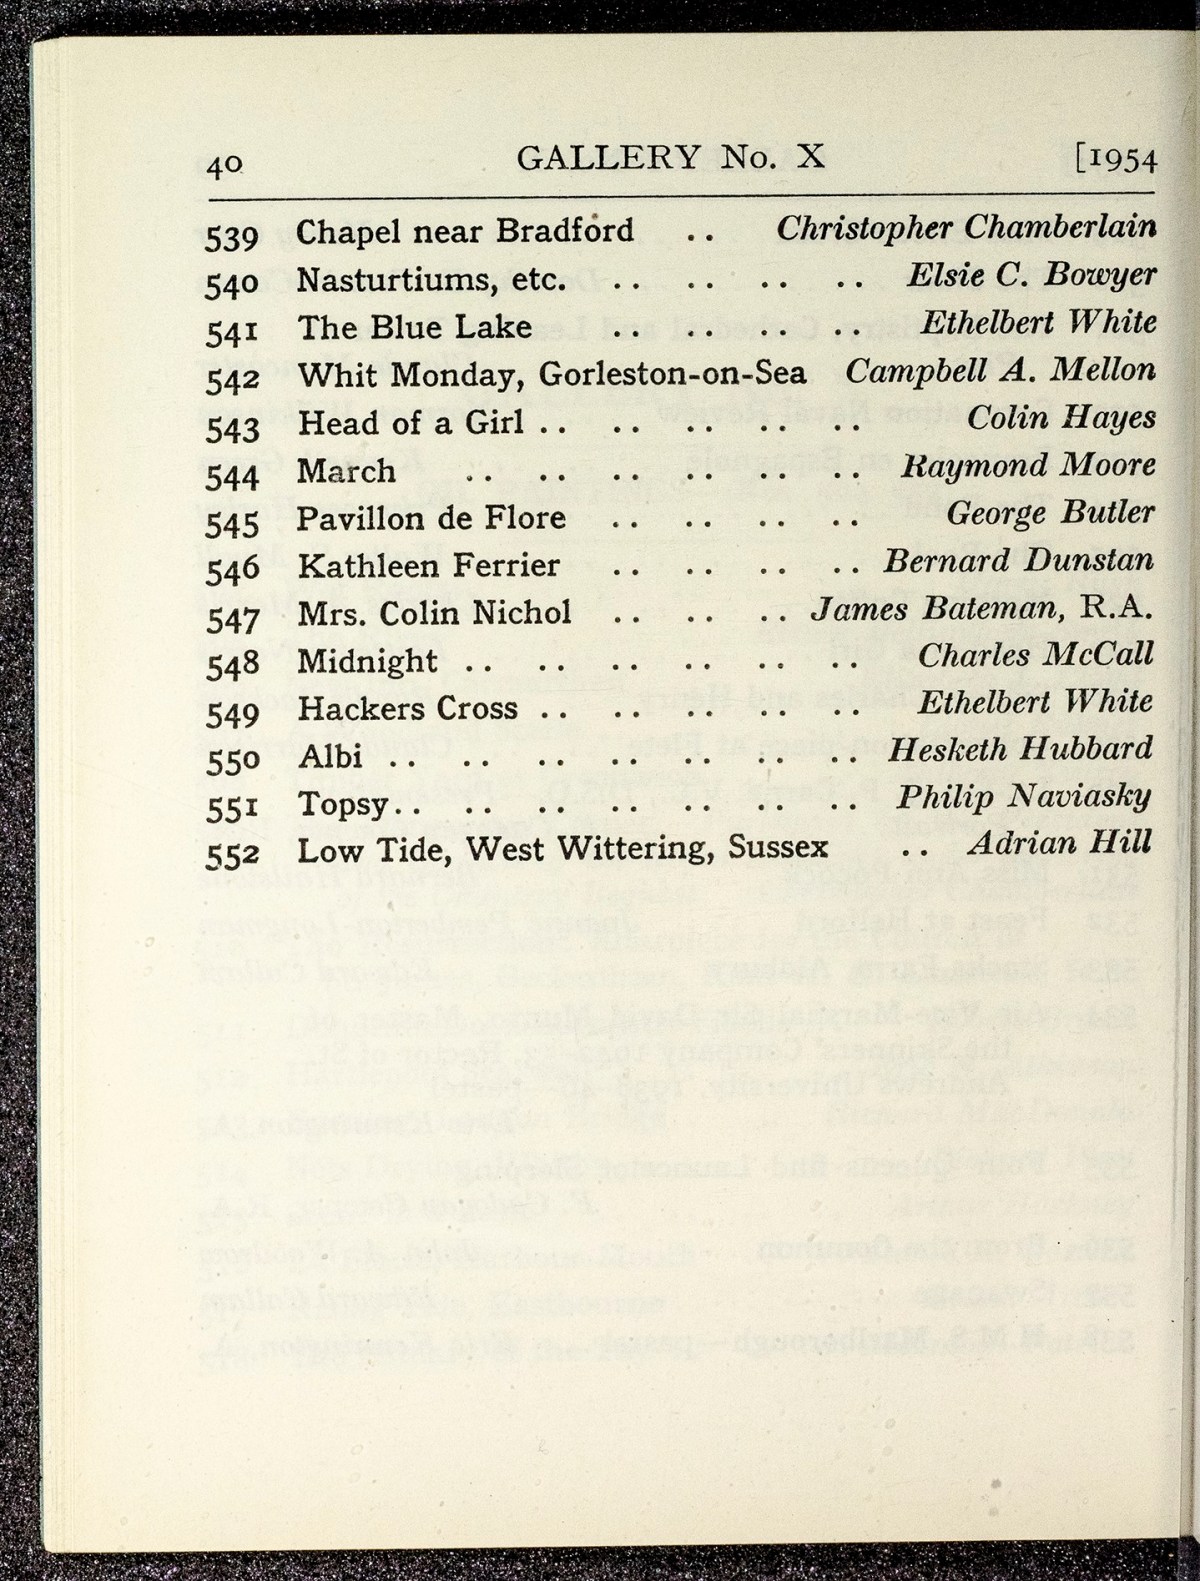 40 GALLERY No. X [1954
539 Chapel near Bradford .. Christopher Chamberlain
540 Nasturtiums, etc. .. .. .. .. Elsie C. Bowyer
541 The Blue Lake .. .. .. .. Ethelbert White
542 Whit Monday, Gorleston-on-Sea Campbell A. Mellon
543 Head of a Girl .. .. .. .. .. Colin Hayes
544 March .. .. .. .. .. .. Raymond Moore
545 Pavillon de Flore .. .. .. .. George Butler
546 Kathleen Ferrier .. .. .. .. Bernard Dunstan
547 Mrs. Colin Nichol .. .. .. James Bateman, R.A.
548 Midnight .. .. .. .. .. .. Charles McCall
549 Hackers Cross .. .. .. .. .. Ethelbert White
550 Albi .. .. .. .. .. .. .. Hesketh Hubbard
551 Topsy .. .. .. .. .. .. .. Philip Naviasky
552 Low Tide, West Wittering, Sussex .. Adrian Hill